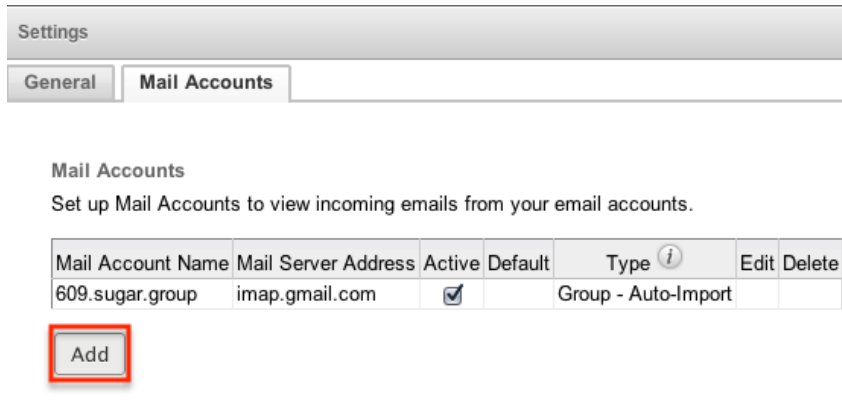 Settings
General Mail Accounts
Mail Accounts
Set up Mail Accounts to view incoming emails from your email accounts.
Mail Account Name Mail Server Address Active Default Type i Edit Delete
609.sugar.group imap.gmail.com Group - Auto-Import
Add